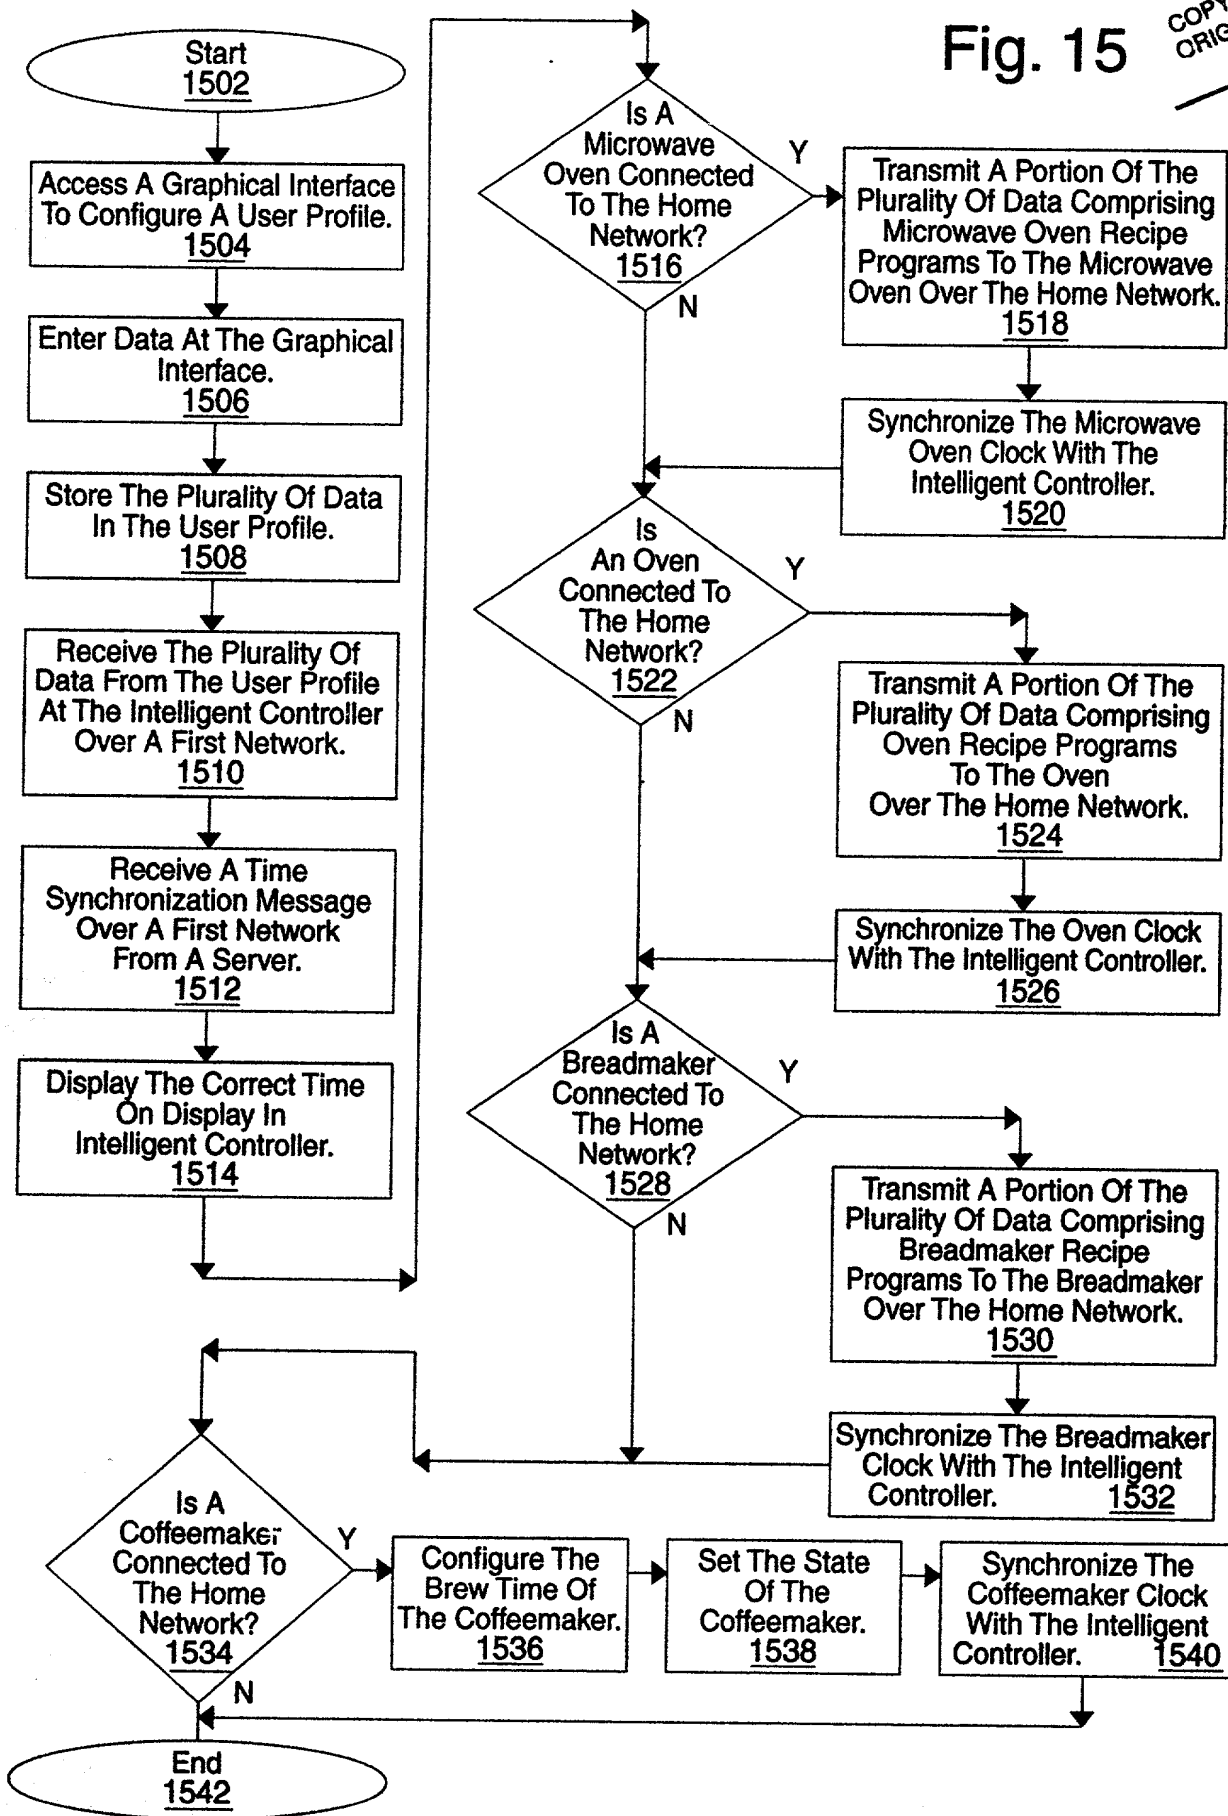 Fig. 15
Start
1502
Access A Graphical Interface
To Configure A User Profile.
1504
Enter Data At The Graphical
Interface.
1506
Store The Plurality Of Data
In The User Profile.
1508
Receive The Plurality Of
Data From The User Profile
At The Intelligent Controller
Over A First Network.
1510
Receive A Time
Synchronization Message
Over A First Network
From A Server.
1512
Display The Correct Time
On Display In
Intelligent Controller.
1514
Is A
Microwave
Oven Connected
To The Home
Network?
1516
Y
N
Transmit A Portion Of The
Plurality Of Data Comprising
Microwave Oven Recipe
Programs To The Microwave
Oven Over The Home Network.
1518
Synchronize The Microwave
Oven Clock With The
Intelligent Controller.
1520
Is
An Oven
Connected To
The Home
Network?
1522
Y
N
Transmit A Portion Of The
Plurality Of Data Comprising
Oven Recipe Programs
To The Oven
Over The Home Network.
1524
Synchronize The Oven Clock
With The Intelligent Controller.
1526
Is A
Breadmaker
Connected To
The Home
Network?
1528
Y
N
Transmit A Portion Of The
Plurality Of Data Comprising
Breadmaker Recipe
Programs To The Breadmaker
Over The Home Network.
1530
Synchronize The Breadmaker
Clock With The Intelligent
Controller. 1532
Is A
Coffeemaker
Connected To
The Home
Network?
1534
Y
N
Configure The
Brew Time Of
The Coffeemaker.
1536
Set The State
Of The
Coffeemaker.
1538
Synchronize The
Coffeemaker Clock
With The Intelligent
Controller. 1540
End
1542